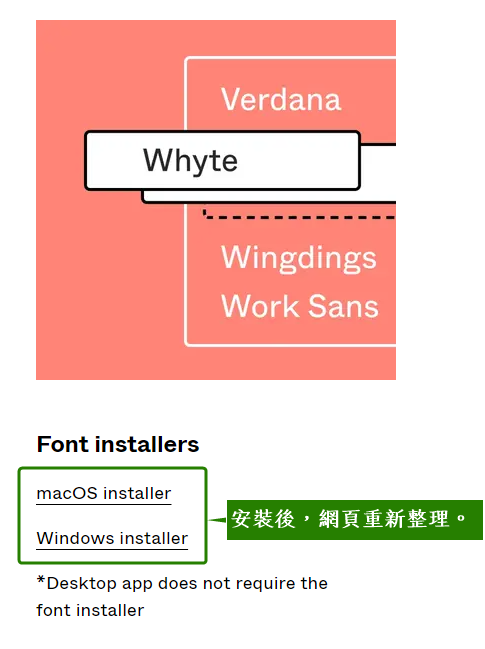 Verdana
Whyte
Wingdings
Work Sans
Font installers
macOS installer
Windows installer
安裝後，網頁重新整理。
*Desktop app does not require the
font installer